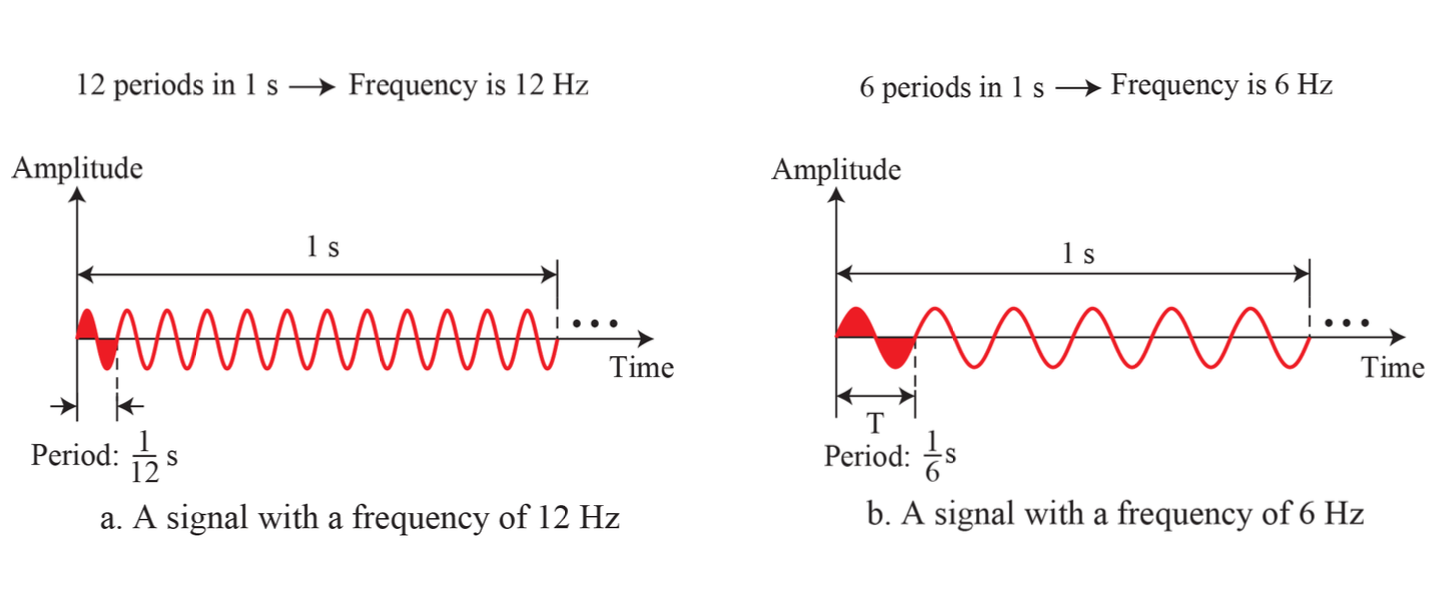 12 periods in 1 s → Frequency is 12 Hz
Amplitude
1 s
• • •
Time
Period: 1/12 s
a. A signal with a frequency of 12 Hz
6 periods in 1 s → Frequency is 6 Hz
Amplitude
1 s
• • •
Time
T
Period: 1/6 s
b. A signal with a frequency of 6 Hz